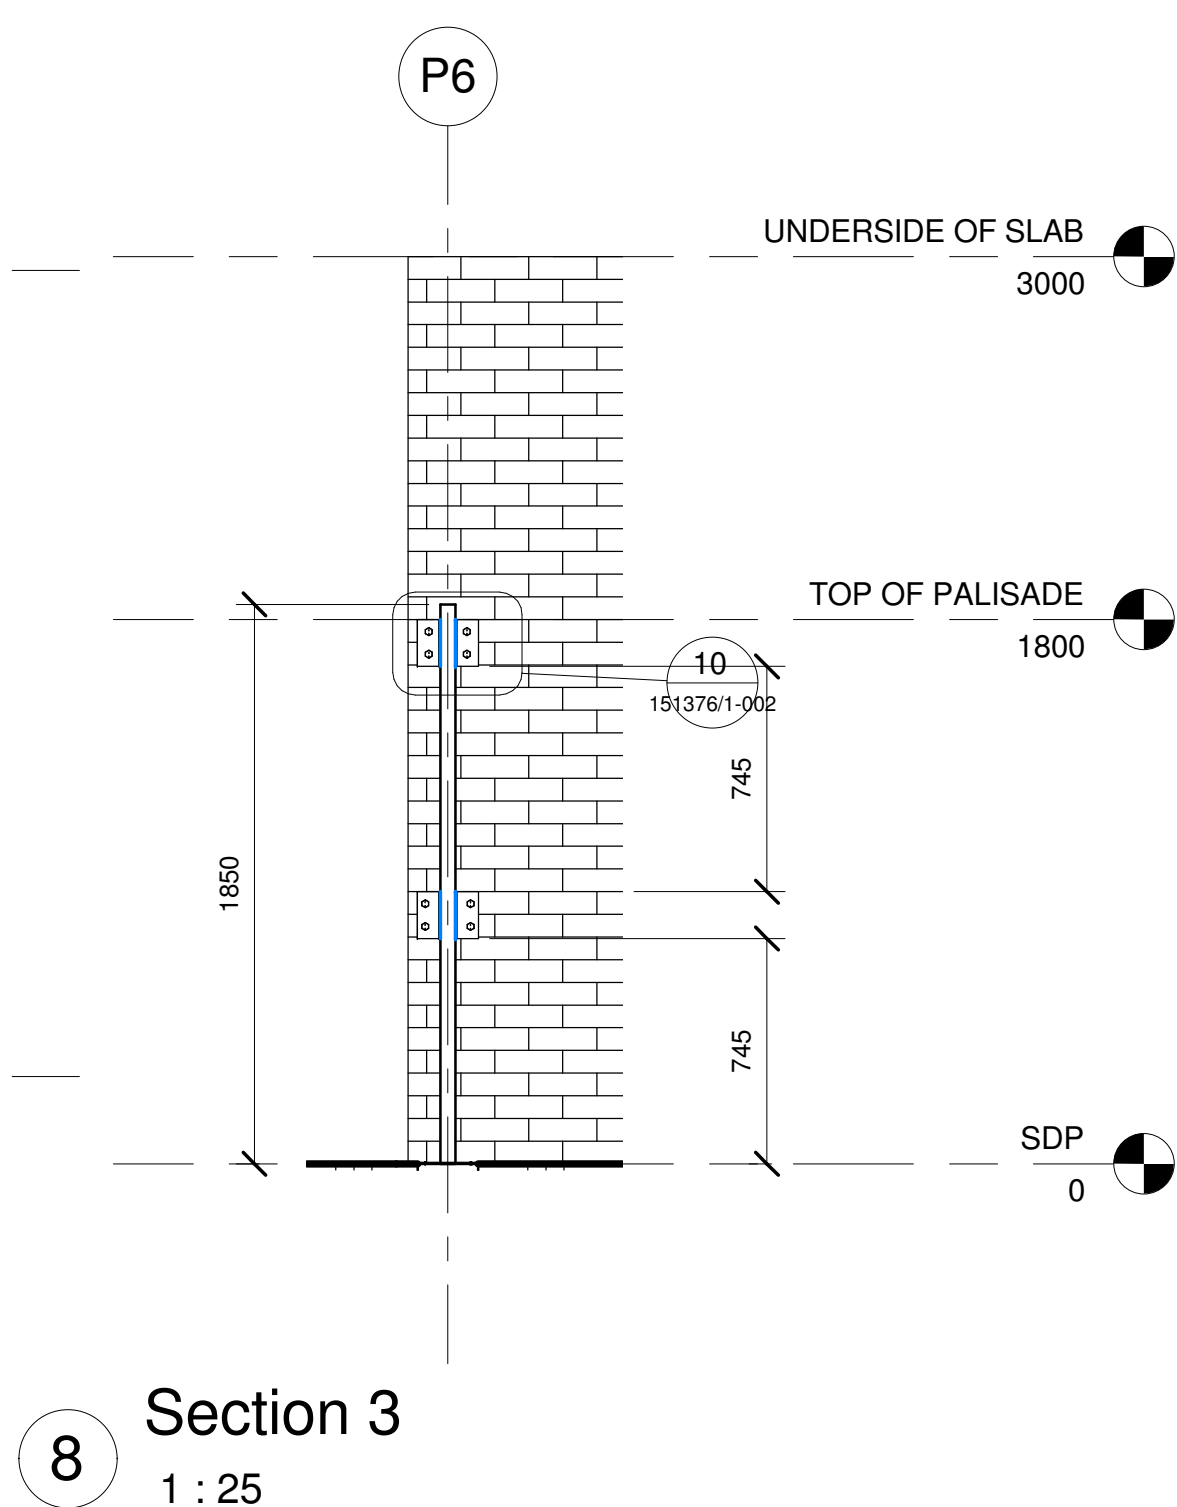 P6
UNDERSIDE OF SLAB
3000
TOP OF PALISADE
1800
10
151376/1-002
745
1850
745
SDP
0
Section 3
8
1 : 25